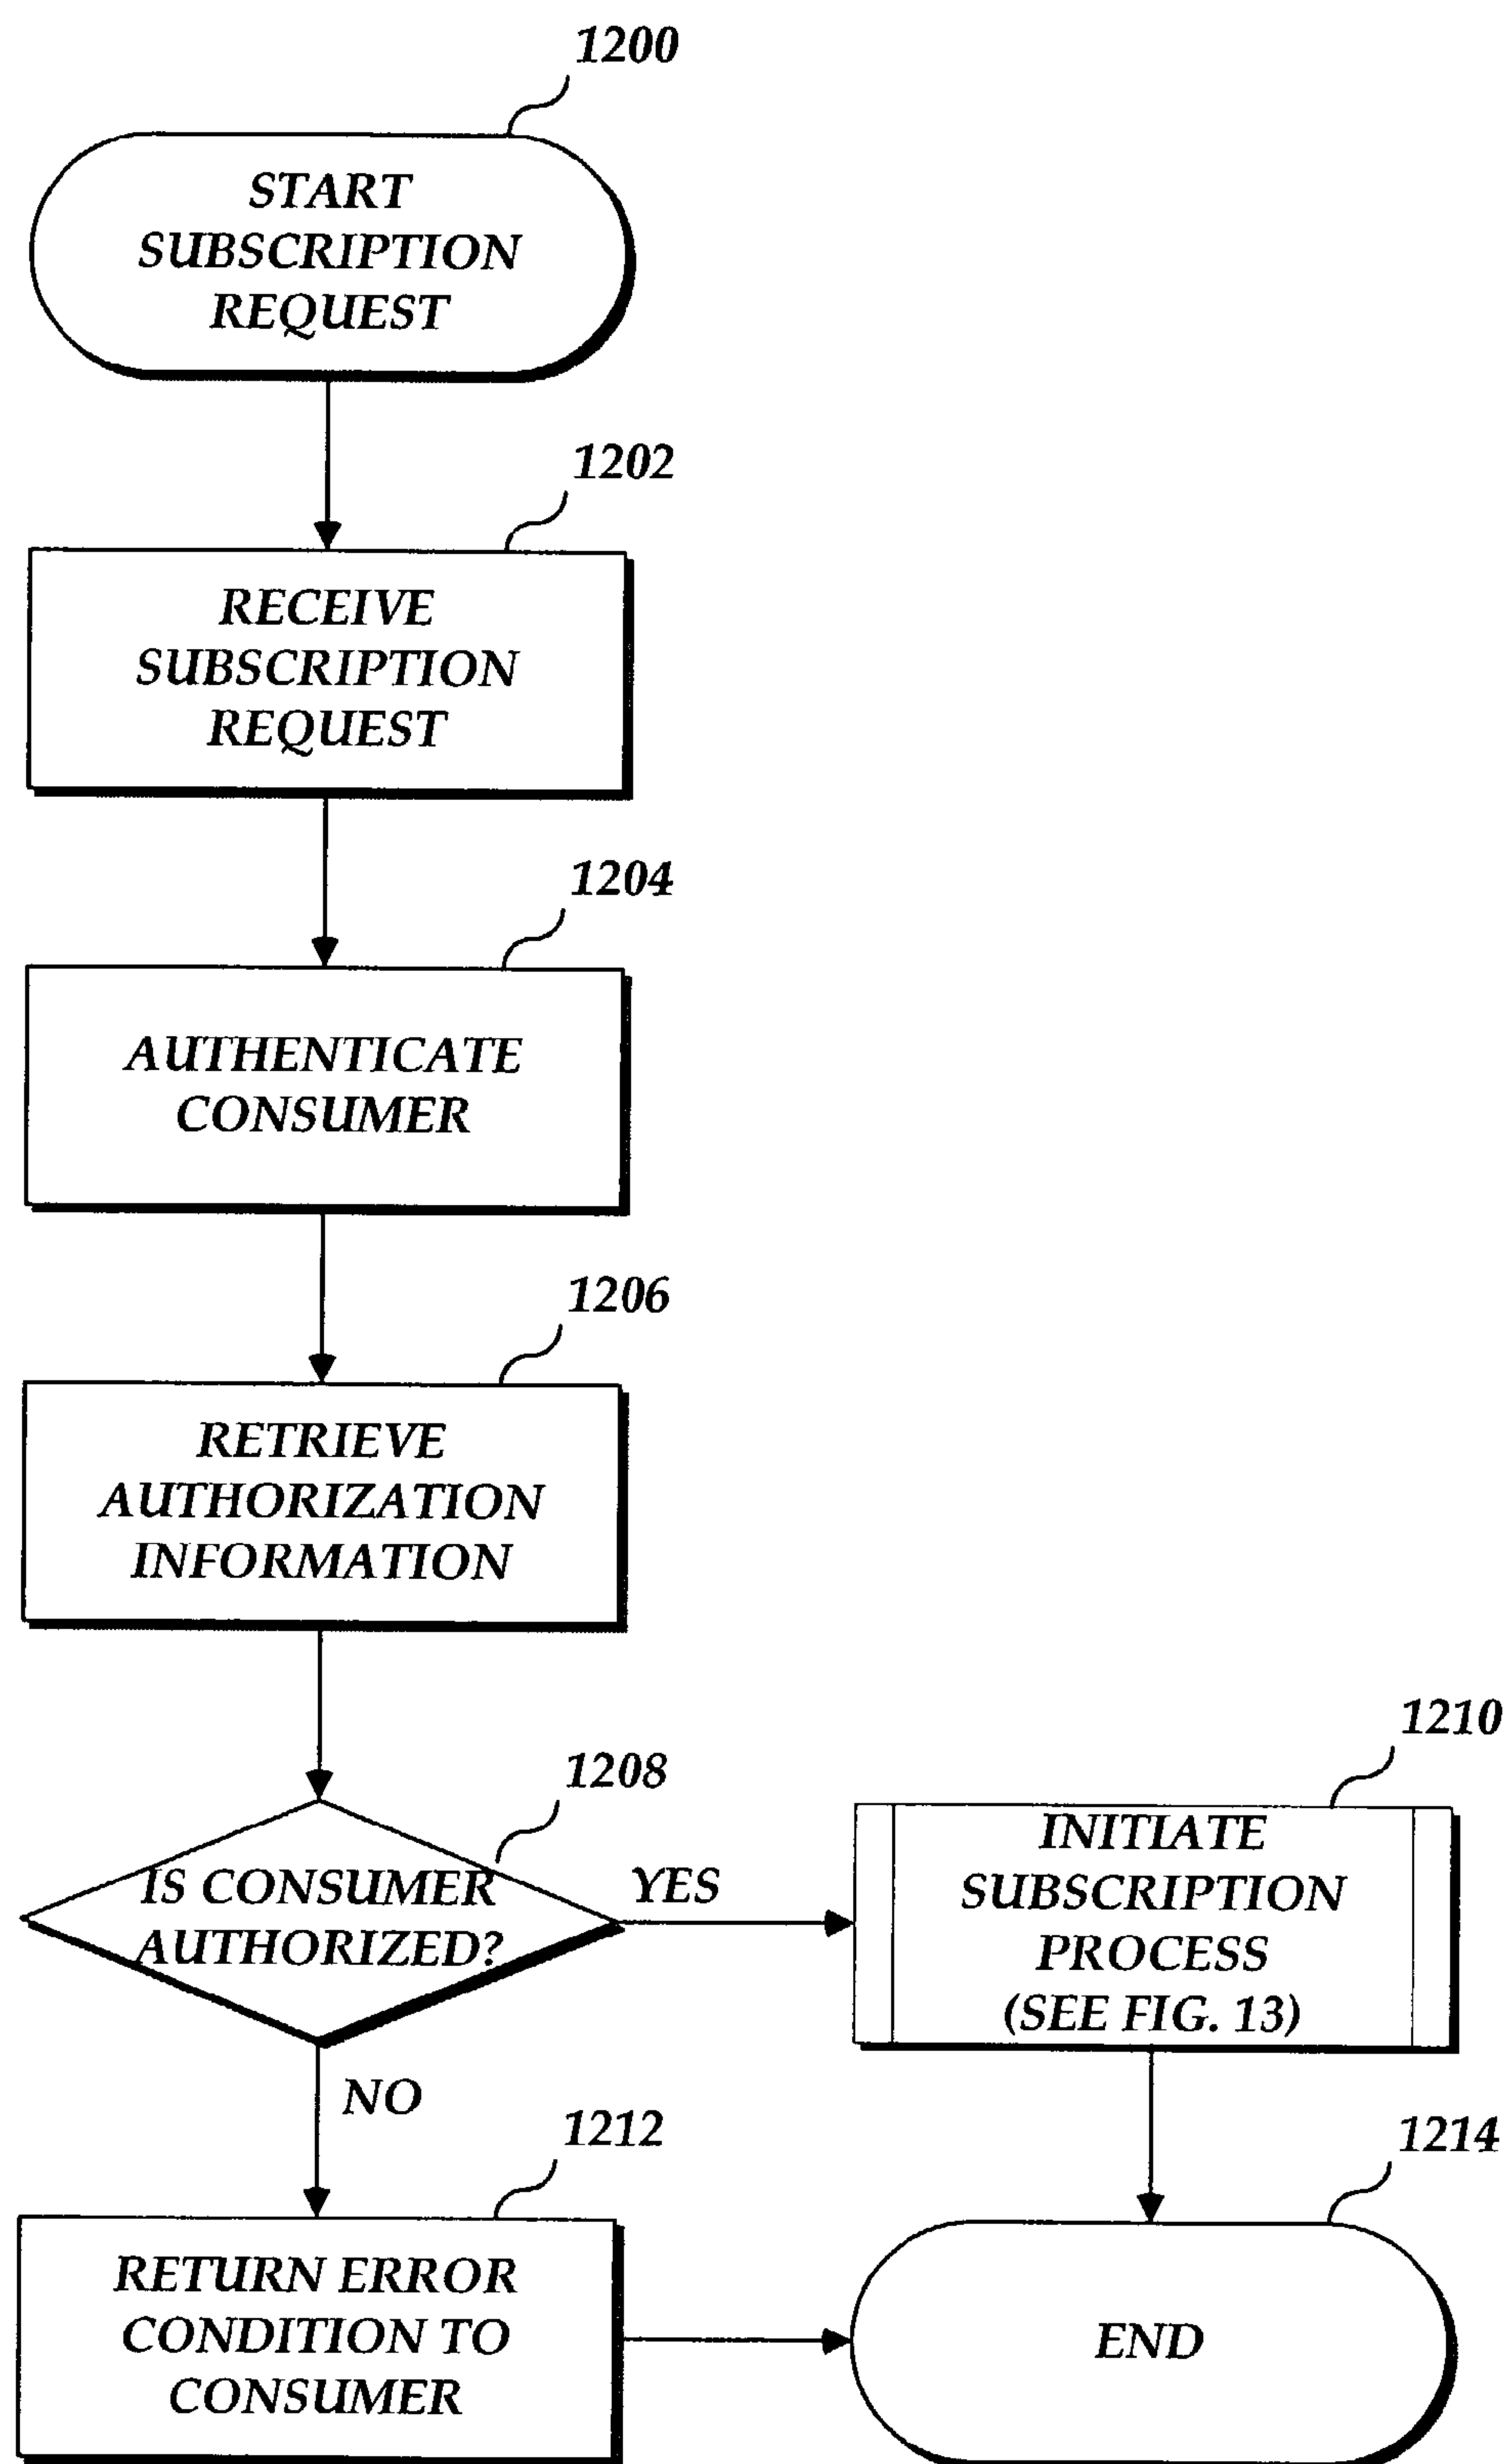 1200
START
SUBSCRIPTION
REQUEST
1202
RECEIVE
SUBSCRIPTION
REQUEST
1204
AUTHENTICATE
CONSUMER
1206
RETRIEVE
AUTHORIZATION
INFORMATION
1208
IS CONSUMER
AUTHORIZED?
YES
1210
INITIATE
SUBSCRIPTION
PROCESS
(SEE FIG. 13)
NO
1212
RETURN ERROR
CONDITION TO
CONSUMER
1214
END